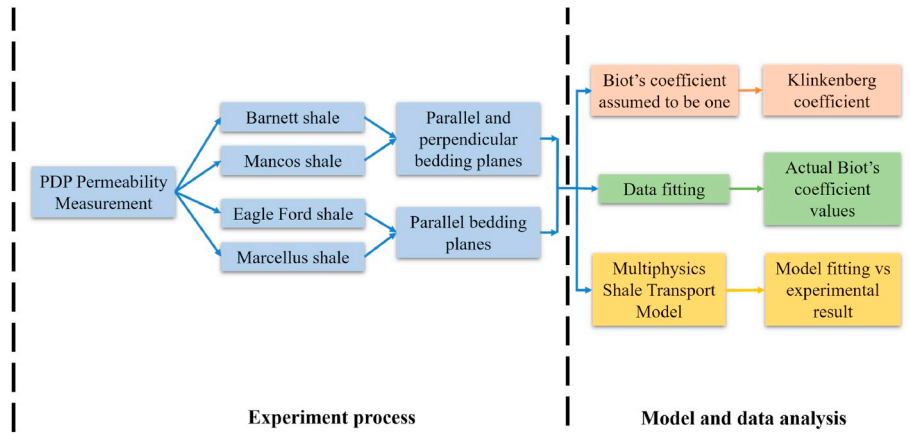 PDP Permeability
Measurement
Barnett shale
Mancos shale
Eagle Ford shale
Marcellus shale
Parallel and
perpendicular
bedding planes
Parallel bedding
planes
Biot's coefficient
assumed to be one
Klinkenberg
coefficient
Data fitting
Actual Biot's
coefficient
values
Multiphysics
Shale Transport
Model
Model fitting vs
experimental
result
Experiment process
Model and data analysis